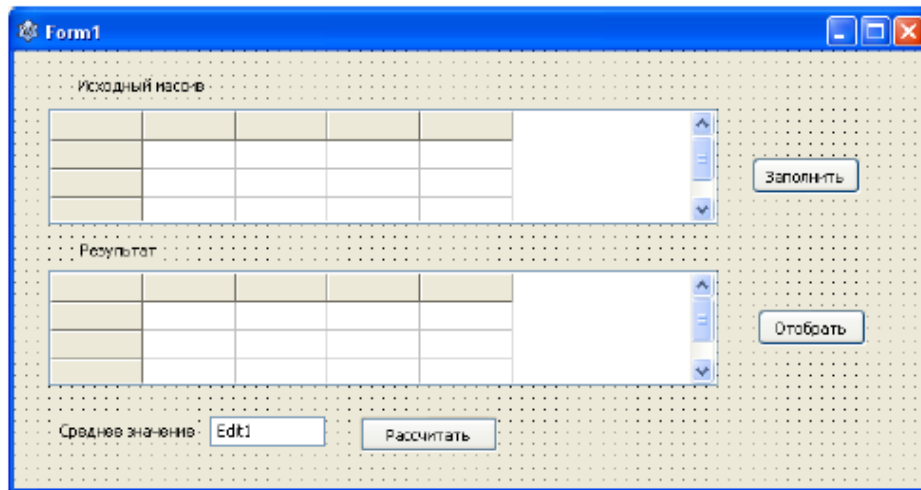 Form1
Исходный массив
Заполнить
Результат
Отобрать
Среднее значение Edit1 Рассчитать